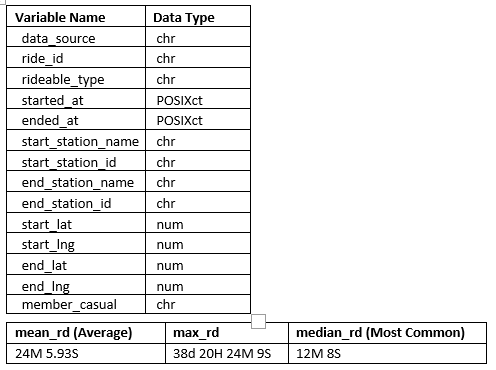 Variable Name Data Type
data_source chr
ride_id chr
rideable_type chr
started_at POSIXct
ended_at POSIXct
start_station_name chr
start_station_id chr
end_station_name chr
end_station_id chr
start_lat num
start_lng num
end_lat num
end_lng num
member_casual chr
mean_rd (Average) max_rd median_rd (Most Common)
24M 5.93S 38d 20H 24M 9S 12M 8S